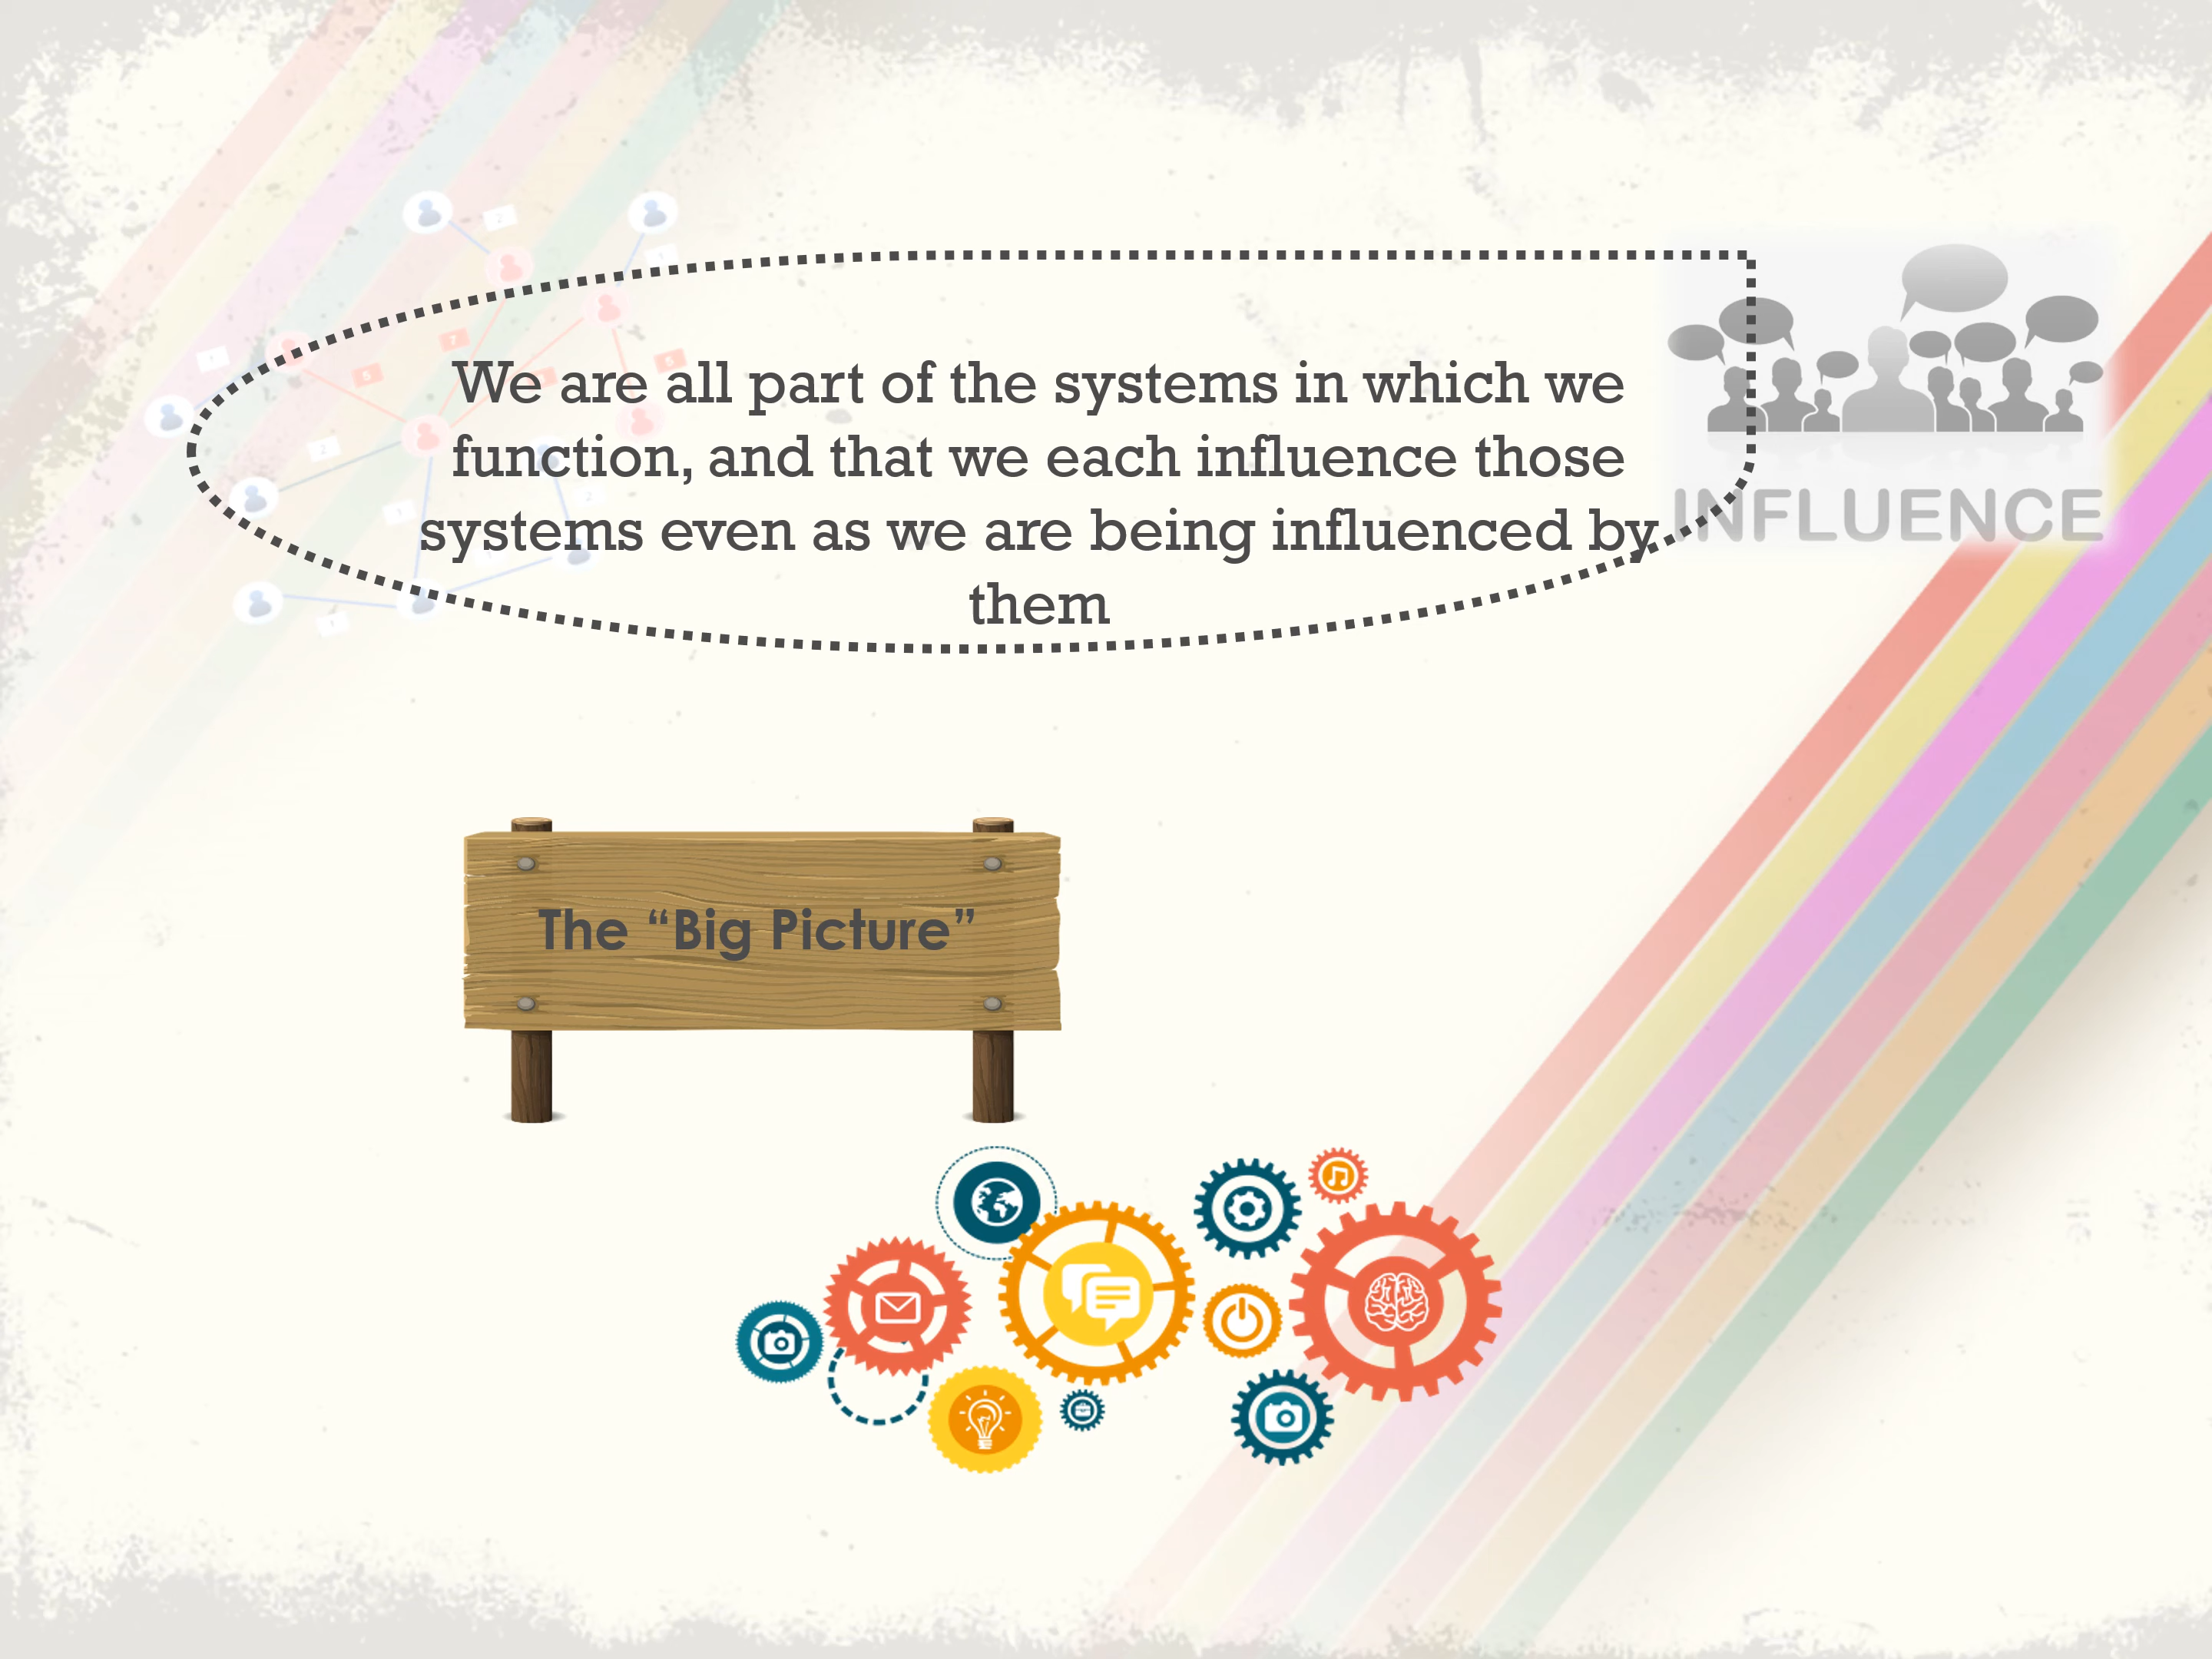 We are all part of the systems in which we
function, and that we each influence those
systems even as we are being influenced by
them
INFLUENCE
The “Big Picture”